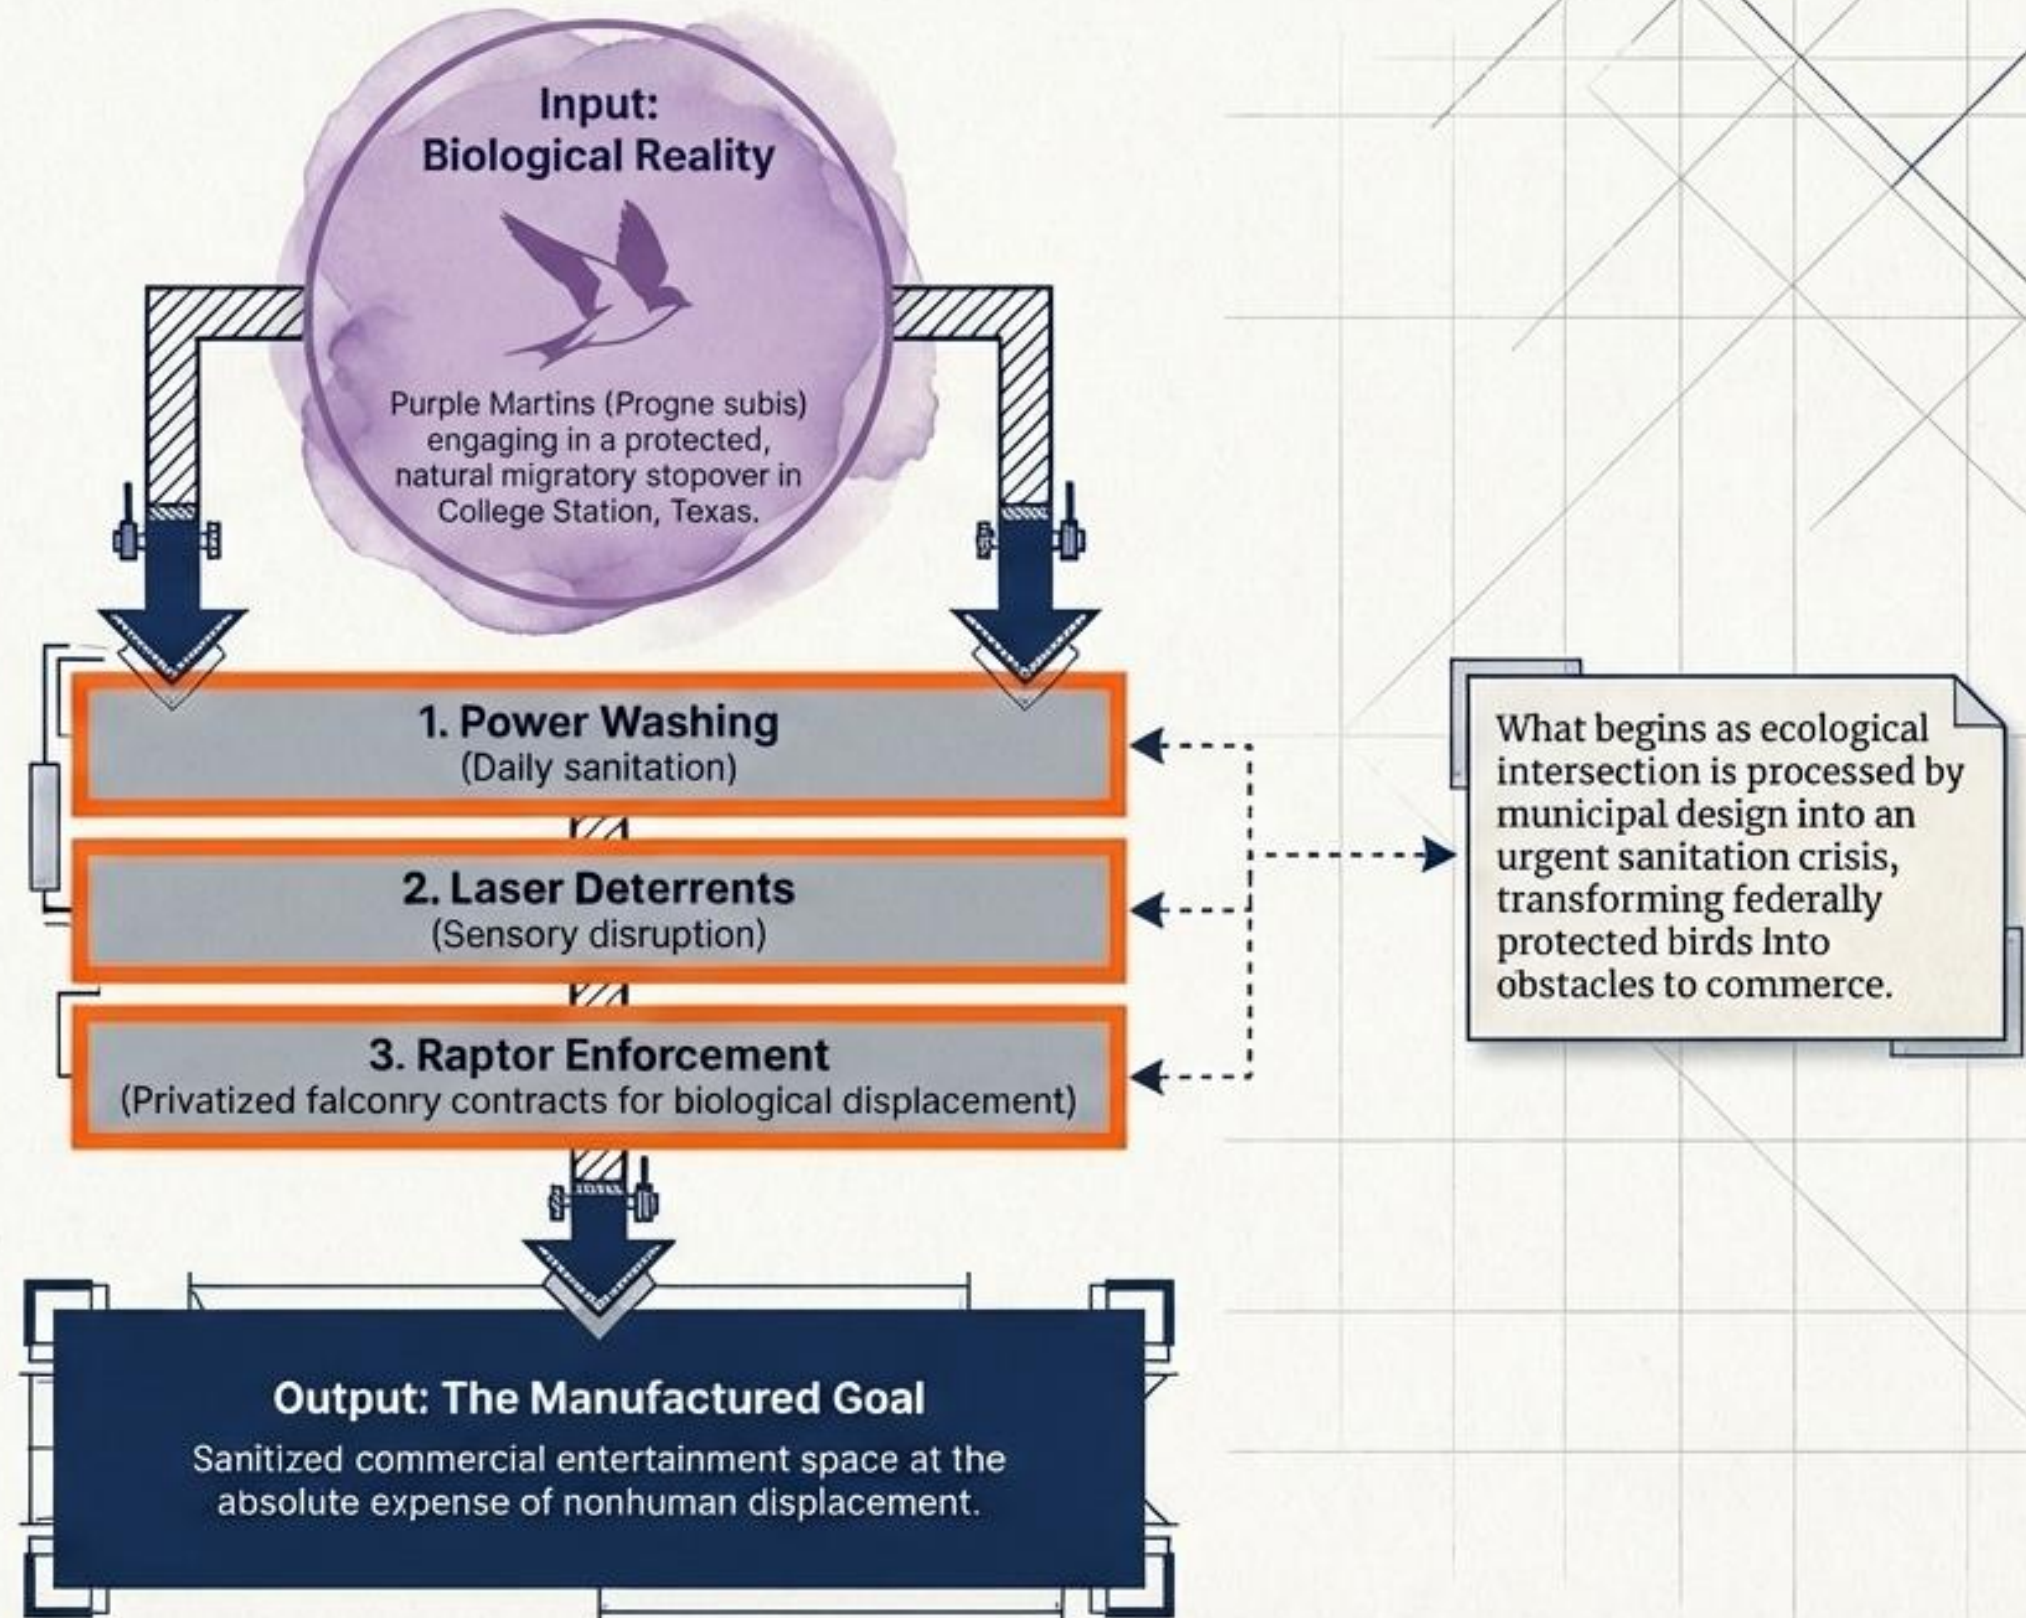 Input:
Biological Reality
Purple Martins (Progne subis)
engaging in a protected,
natural migratory stopover in
College Station, Texas.
1. Power Washing
(Daily sanitation)
2. Laser Deterrents
(Sensory disruption)
3. Raptor Enforcement
(Privatized falconry contracts for biological displacement)
What begins as ecological
intersection is processed by
municipal design into an
urgent sanitation crisis,
transforming federally
protected birds Into
obstacles to commerce.
Output: The Manufactured Goal
Sanitized commercial entertainment space at the
absolute expense of nonhuman displacement.